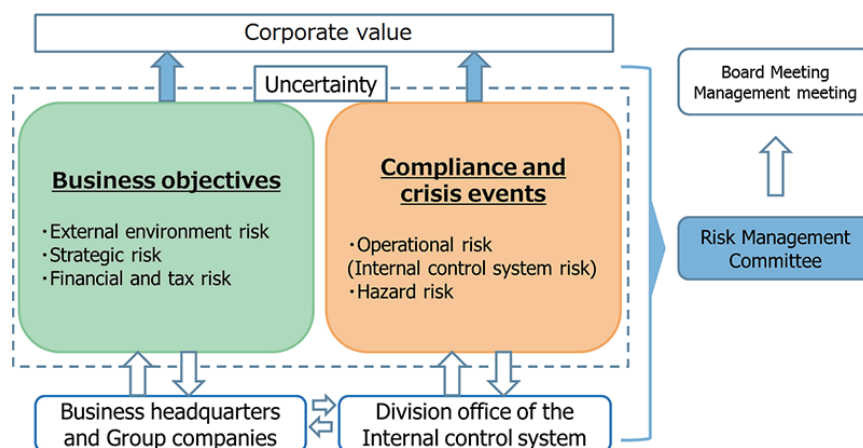 Corporate value
Uncertainty
Business objectives
・External environment risk
・Strategic risk
・Financial and tax risk
Compliance and
crisis events
・Operational risk
(Internal control system risk)
・Hazard risk
Business headquarters
and Group companies
Division office of the
Internal control system
Board Meeting
Management meeting
Risk Management
Committee